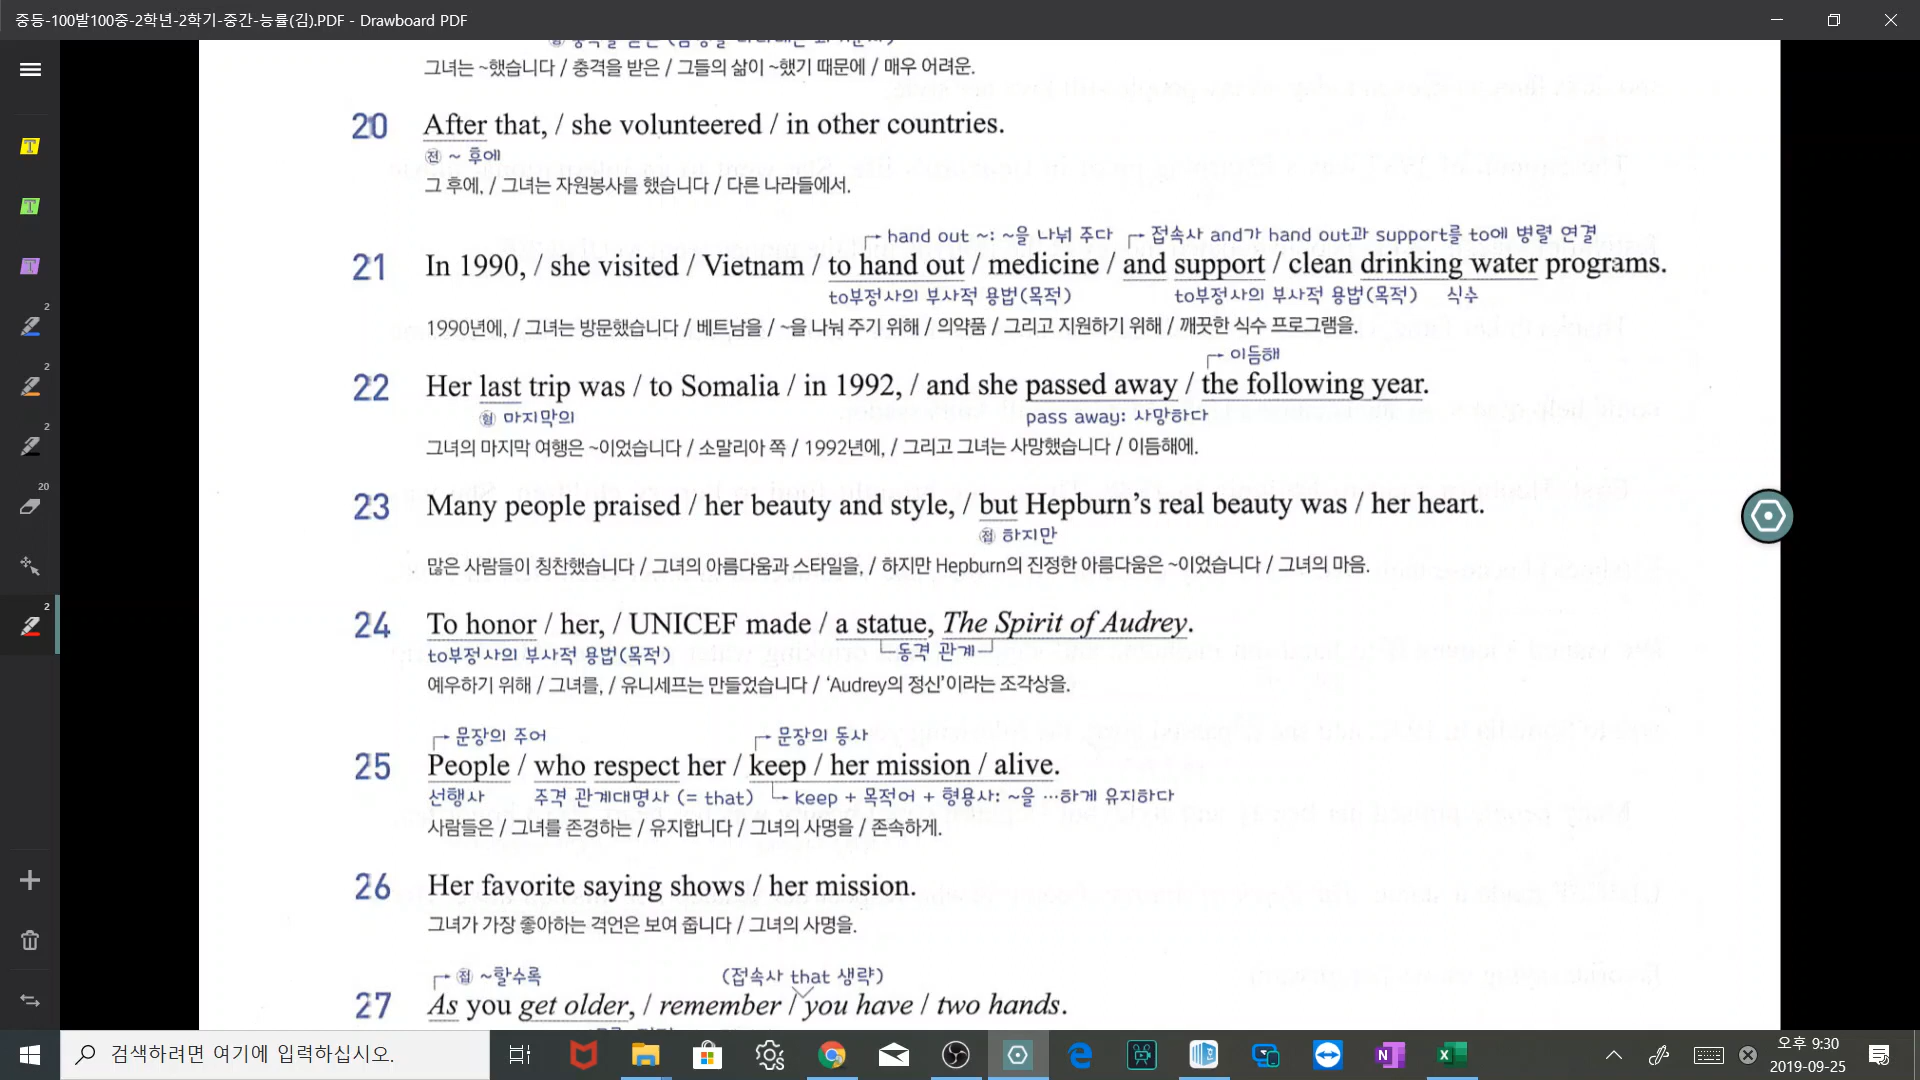 중등-100발100중-2학년-2학기-중간-능률(김).PDF - Drawboard PDF
그녀는 ~했습니다 / 충격을 받은 / 그들의 삶이 ~했기 때문에 / 매우 어려운.
20 After that, / she volunteered / in other countries.
전 ~ 후에
그 후에, / 그녀는 자원봉사를 했습니다 / 다른 나라들에서.
hand out ~: ~을 나눠 주다 접속사 and가 hand out과 support를 to에 병렬 연결
21 In 1990, / she visited / Vietnam / to hand out / medicine / and support / clean drinking water programs.
to부정사의 부사적 용법(목적) to부정사의 부사적 용법(목적) 식수
1990년에, / 그녀는 방문했습니다 / 베트남을 / ~을 나눠 주기 위해 / 의약품 / 그리고 지원하기 위해 / 깨끗한 식수 프로그램을.
이듬해
22 Her last trip was / to Somalia / in 1992, / and she passed away / the following year.
형 마지막의 pass away: 사망하다
그녀의 마지막 여행은 ~이었습니다 / 소말리아 쪽 / 1992년에, / 그리고 그녀는 사망했습니다 / 이듬해에.
23 Many people praised / her beauty and style, / but Hepburn's real beauty was / her heart.
접 하지만
많은 사람들이 칭찬했습니다 / 그녀의 아름다움과 스타일을, / 하지만 Hepburn의 진정한 아름다움은 ~이었습니다 / 그녀의 마음.
24 To honor / her, / UNICEF made / a statue, The Spirit of Audrey.
to부정사의 부사적 용법(목적) 동격 관계
예우하기 위해 / 그녀를, / 유니세프는 만들었습니다 / 'Audrey의 정신'이라는 조각상을.
문장의 주어 문장의 동사
25 People / who respect her / keep / her mission / alive.
선행사 주격 관계대명사 (= that) keep + 목적어 + 형용사: ~을 …하게 유지하다
사람들은 / 그녀를 존경하는 / 유지합니다 / 그녀의 사명을 / 존속하게.
26 Her favorite saying shows / her mission.
그녀가 가장 좋아하는 격언은 보여 줍니다 / 그녀의 사명을.
접 ~할수록 (접속사 that 생략)
27 As you get older, / remember / you have / two hands.
2
2
2
20
2
검색하려면 여기에 입력하십시오.
오후 9:30
2019-09-25